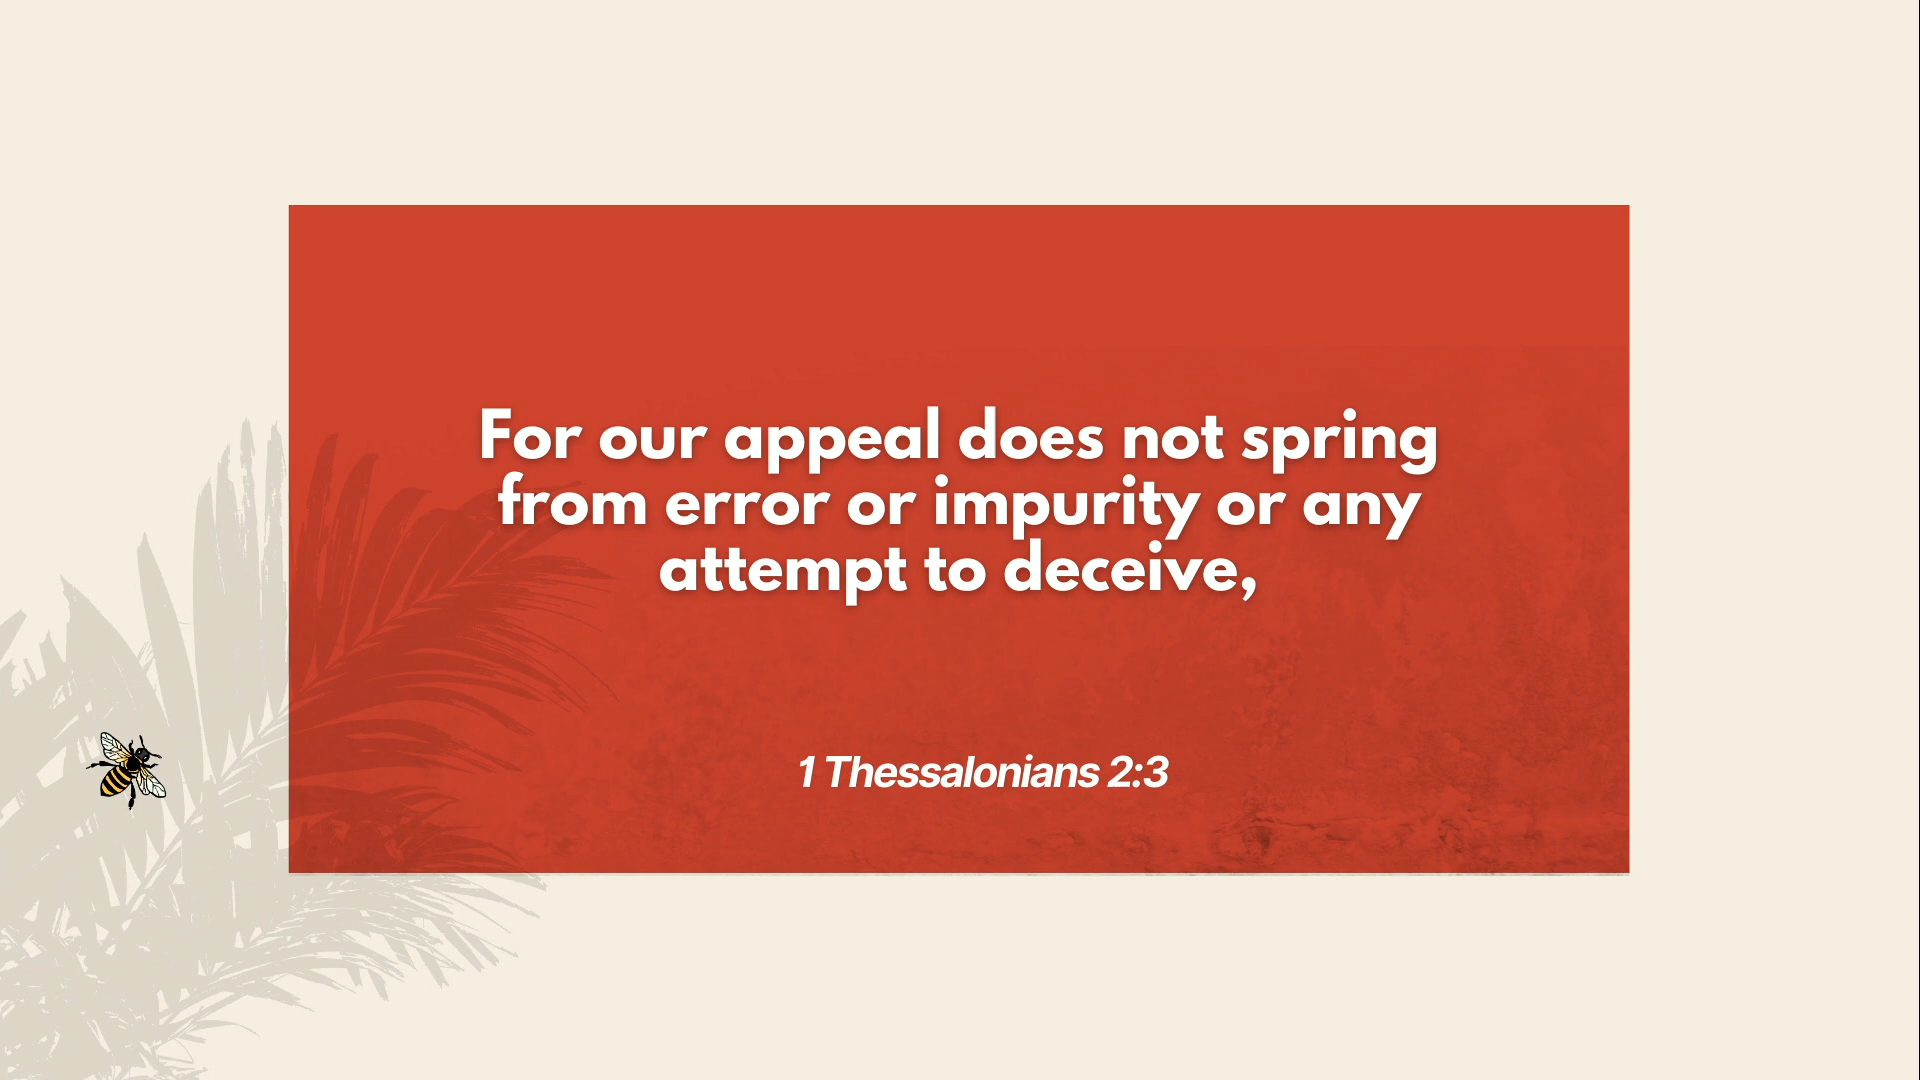 For our appeal does not spring
from error or impurity or any
attempt to deceive,
1 Thessalonians 2:3